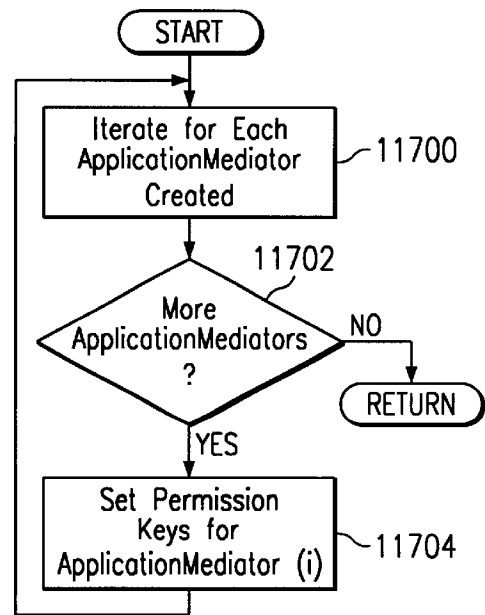 START
Iterate for Each
ApplicationMediator
Created
11700
11702
More
ApplicationMediators
?
NO
RETURN
YES
Set Permission
Keys for
ApplicationMediator (i)
11704